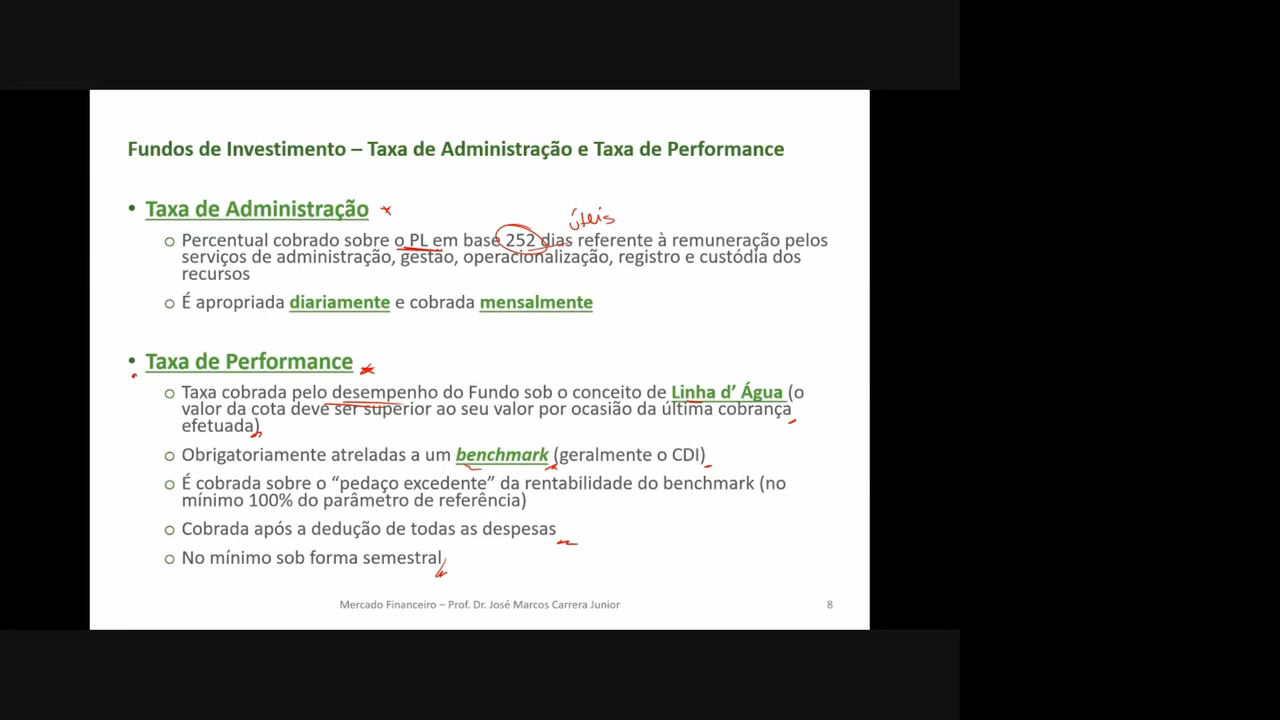 Fundos de Investimento – Taxa de Administração e Taxa de Performance
• Taxa de Administração
úteis
o Percentual cobrado sobre o PL em base 252 dias referente à remuneração pelos
serviços de administração, gestão, operacionalização, registro e custódia dos
recursos
o É apropriada diariamente e cobrada mensalmente
• Taxa de Performance
o Taxa cobrada pelo desempenho do Fundo sob o conceito de Linha d’ Água (o
valor da cota deve ser superior ao seu valor por ocasião da última cobrança
efetuada)
o Obrigatoriamente atreladas a um benchmark (geralmente o CDI)
o É cobrada sobre o “pedaço excedente” da rentabilidade do benchmark (no
mínimo 100% do parâmetro de referência)
o Cobrada após a dedução de todas as despesas
o No mínimo sob forma semestral
Mercado Financeiro – Prof. Dr. José Marcos Carrera Junior
8